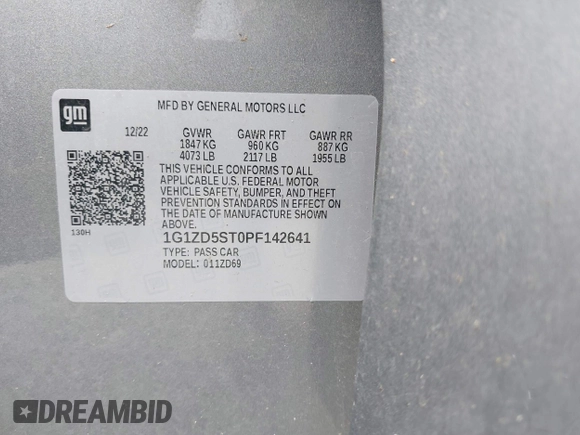 gm
MFD BY GENERAL MOTORS LLC
12/22 GVWR GAWR FRT GAWR RR
1847 KG 960 KG 887 KG
4073 LB 2117 LB 1955 LB
THIS VEHICLE CONFORMS TO ALL
APPLICABLE U.S. FEDERAL MOTOR
VEHICLE SAFETY, BUMPER, AND THEFT
PREVENTION STANDARDS IN EFFECT ON
THE DATE OF MANUFACTURE SHOWN
ABOVE.
130H
1G1ZD5ST0PF142641
TYPE: PASS CAR
MODEL: 011ZD69
DREAMBID